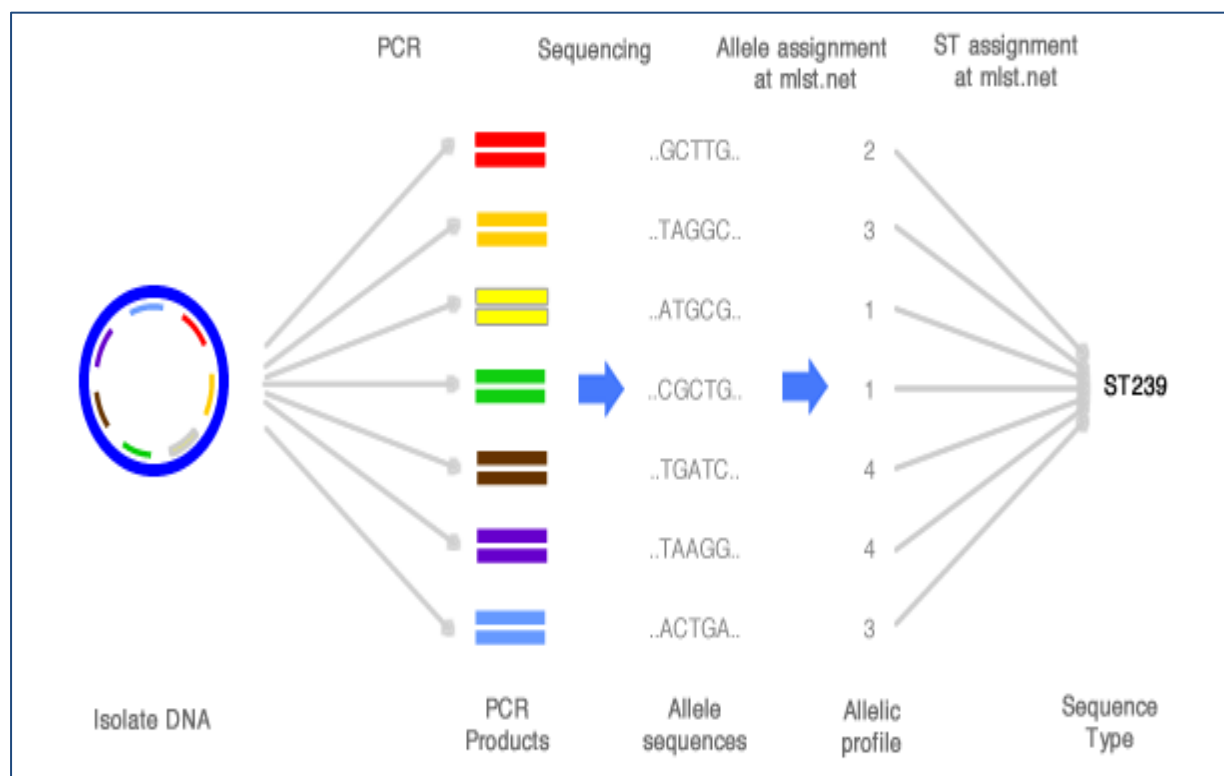 PCR
Sequencing
Allele assignment
at mlst.net
ST assignment
at mlst.net
..GCTTG..
2
..TAGGC..
3
..ATGCG..
1
..CGCTG..
1
ST239
..TGATC..
4
..TAAGG..
4
..ACTGA..
3
Isolate DNA
PCR
Products
Allele
sequences
Allelic
profile
Sequence
Type